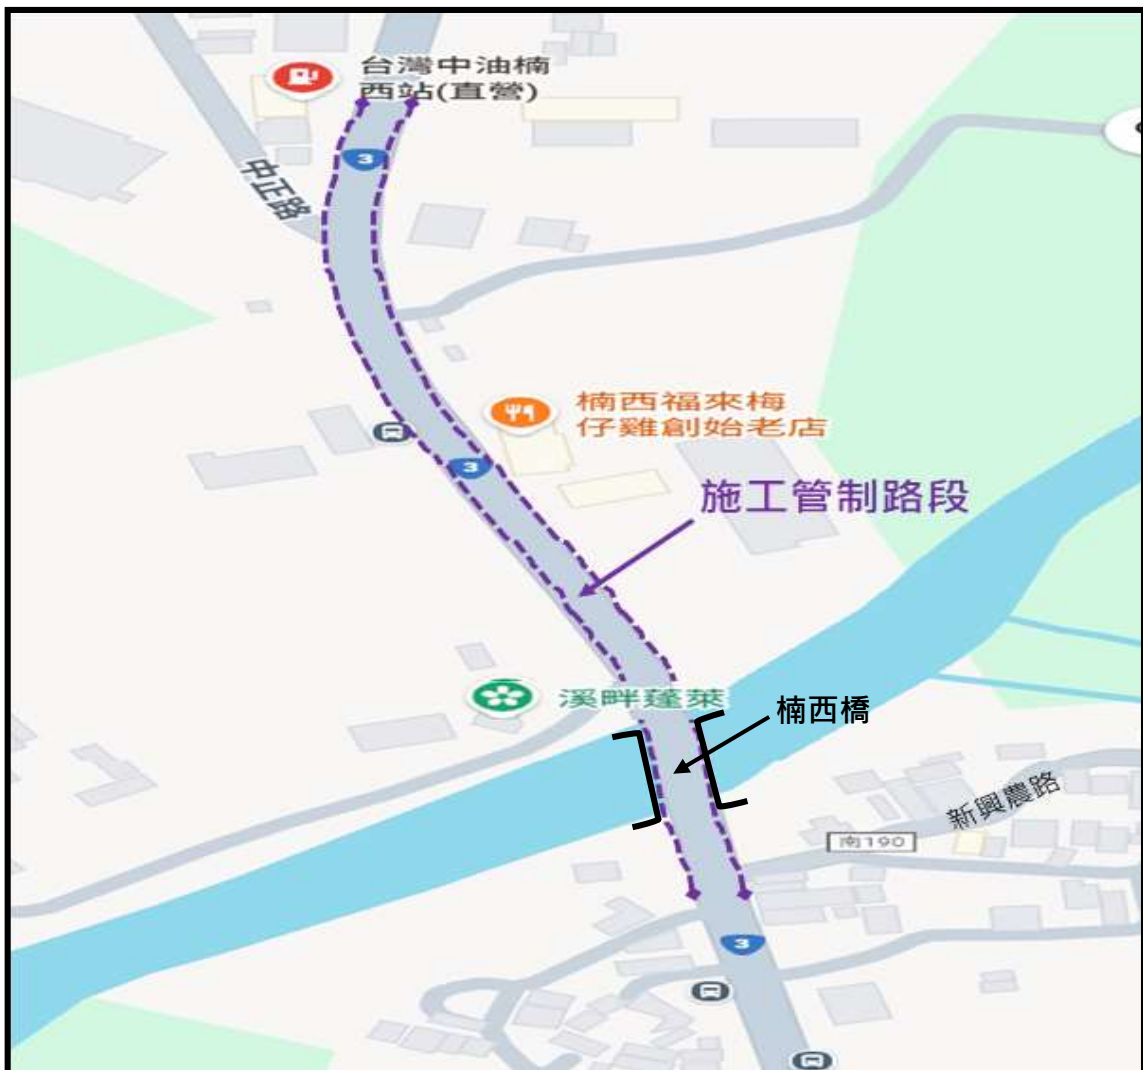 台灣中油楠
西站(直營)
3
中正路
楠西福來梅
仔雞創始老店
3
施工管制路段
溪畔蓬萊
楠西橋
新興農路
南190
3